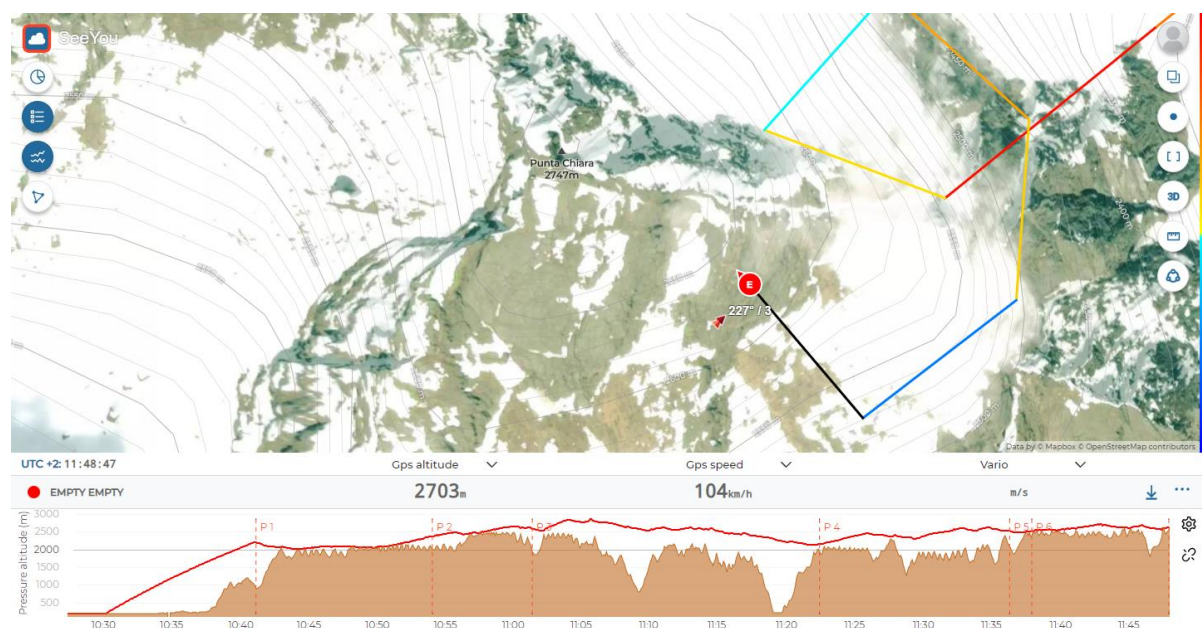 SeeYou
2450 m
2400 m
Punta Chiara
2747m
3D
E
227° / 3
Data by © Mapbox © OpenStreetMap contributors
UTC +2: 11:48:47 Gps altitude Gps speed Vario
EMPTY EMPTY 2703m 104km/h m/s
Pressure altitude (m)
3000
2500
2000
1500
1000
500
P 1 P 2 P 3 P 4 P 5 P 6
10:30 10:35 10:40 10:45 10:50 10:55 11:00 11:05 11:10 11:15 11:20 11:25 11:30 11:35 11:40 11:45